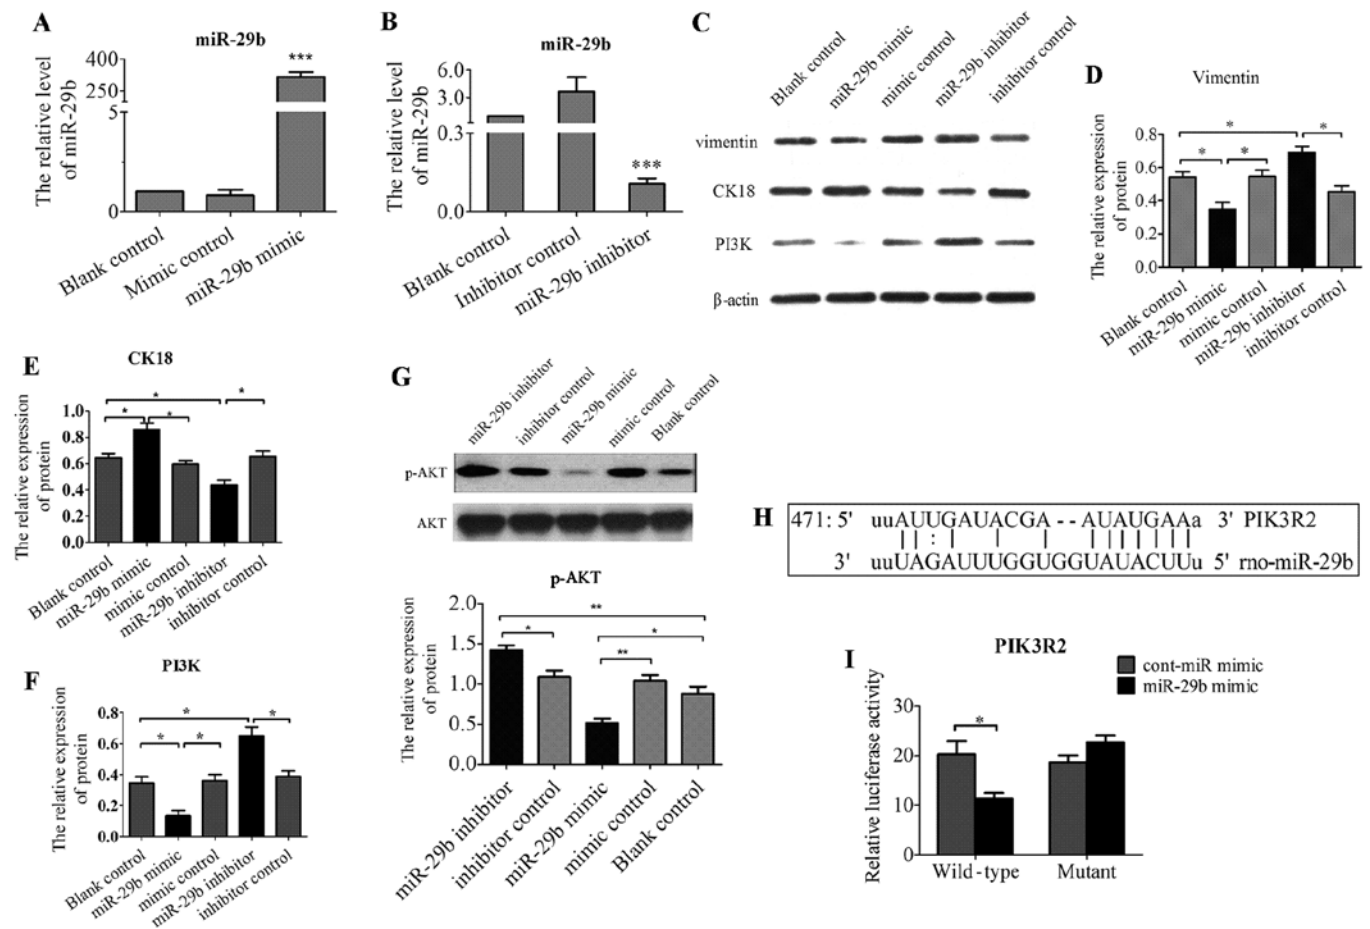 A
miR-29b
The relative level
of miR-29b
400
250
5
0
***
Blank control
Mimic control
miR-29b mimic
B
miR-29b
The relative level
of miR-29b
6.0
3.0
0.3
0.0
***
Blank control
Inhibitor control
miR-29b inhibitor
C
Blank control
miR-29b mimic
mimic control
miR-29b inhibitor
inhibitor control
vimentin
CK18
PI3K
β-actin
D
Vimentin
The relative expression
of protein
0.8
0.6
0.4
0.2
0.0
*
*
*
*
Blank control
miR-29b mimic
mimic control
miR-29b inhibitor
inhibitor control
E
CK18
The relative expression
of protein
1.0
0.8
0.6
0.4
0.2
0.0
*
*
*
*
Blank control
miR-29b mimic
mimic control
miR-29b inhibitor
inhibitor control
F
PI3K
The relative expression
of protein
0.8
0.6
0.4
0.2
0.0
*
*
*
*
Blank control
miR-29b mimic
mimic control
miR-29b inhibitor
inhibitor control
G
miR-29b inhibitor
inhibitor control
miR-29b mimic
mimic control
Blank control
p-AKT
AKT
p-AKT
The relative expression
of protein
2.0
1.5
1.0
0.5
0.0
**
*
*
**
miR-29b inhibitor
inhibitor control
miR-29b mimic
mimic control
Blank control
H
471: 5' uuAUUGAUACGA--AUAUGAAa 3' PIK3R2
3' uuUAGAUUUGGUGGUAUACUUu 5' rno-miR-29b
I
PIK3R2
cont-miR mimic
miR-29b mimic
Relative luciferase activity
30
20
10
0
*
Wild-type
Mutant